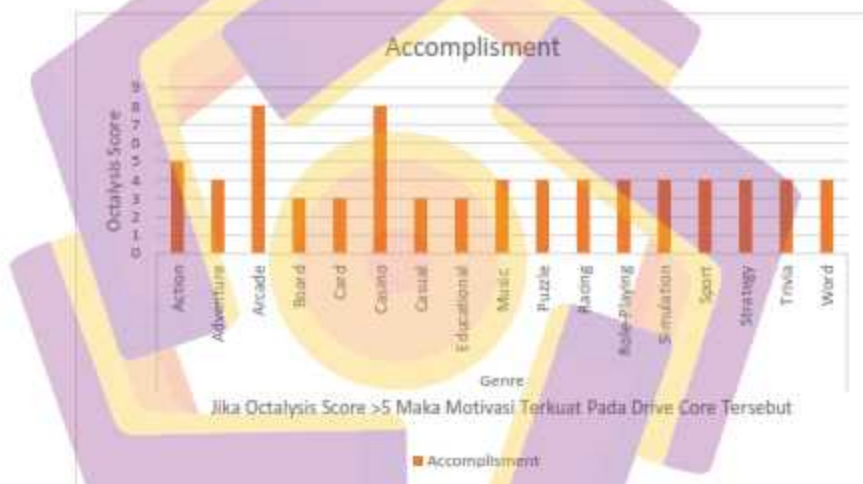 Accomplisment
Octalysis Score
9
8
7
6
5
4
3
2
1
0
Action
Adventure
Arcade
Board
Card
Casino
Casual
Educational
Music
Puzzle
Racing
Role-Playing
Simulation
Sport
Strategy
Trivia
Word
Genre
Jika Octalysis Score >5 Maka Motivasi Terkuat Pada Drive Core Tersebut
Accomplisment